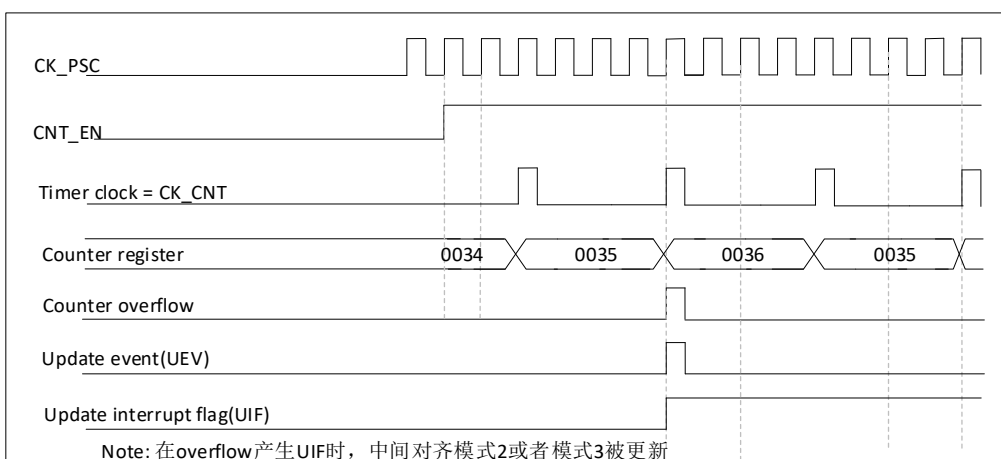 CK_PSC
CNT_EN
Timer clock = CK_CNT
Counter register 0034 0035 0036 0035
Counter overflow
Update event(UEV)
Update interrupt flag(UIF)
Note: 在overflow产生UIF时，中间对齐模式2或者模式3被更新